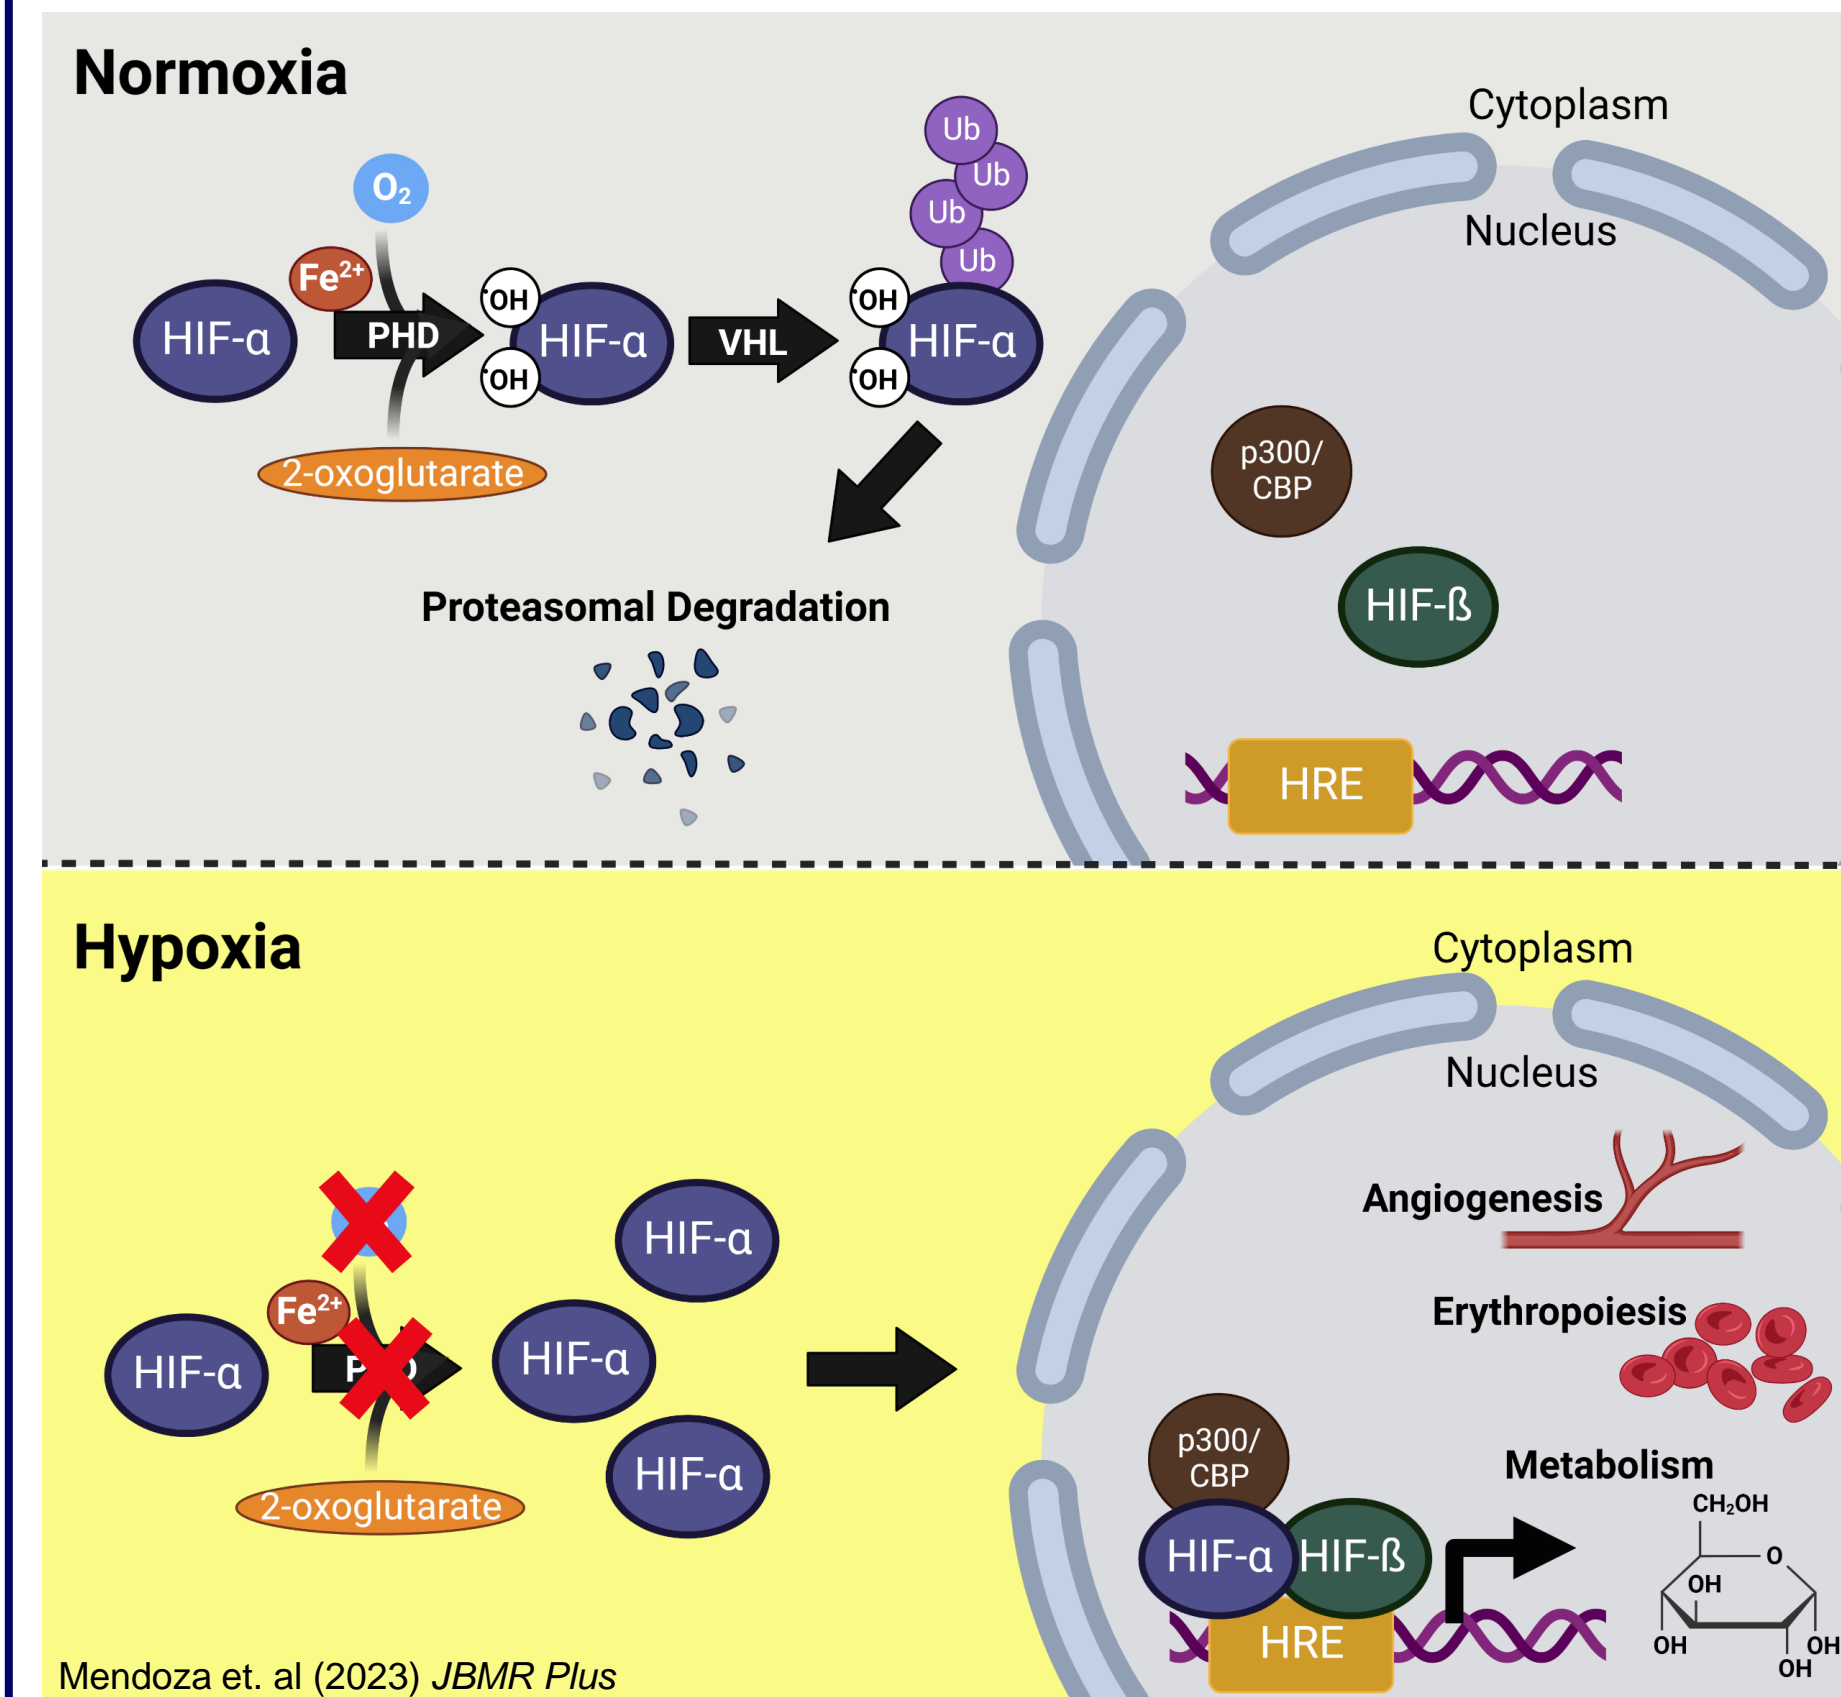 Normoxia
Cytoplasm
Nucleus
O₂
Fe²⁺
HIF-ɑ
PHD
2-oxoglutarate
·OH
·OH
HIF-ɑ
VHL
Ub
Ub
Ub
Ub
·OH
·OH
HIF-ɑ
Proteasomal Degradation
p300/
CBP
HIF-ß
HRE
Hypoxia
Cytoplasm
Nucleus
Fe²⁺
HIF-ɑ
2-oxoglutarate
HIF-ɑ
HIF-ɑ
HIF-ɑ
Angiogenesis
Erythropoiesis
Metabolism
CH₂OH
O
OH
OH
OH
OH
p300/
CBP
HIF-ɑ
HIF-ß
HRE
Mendoza et. al (2023) JBMR Plus